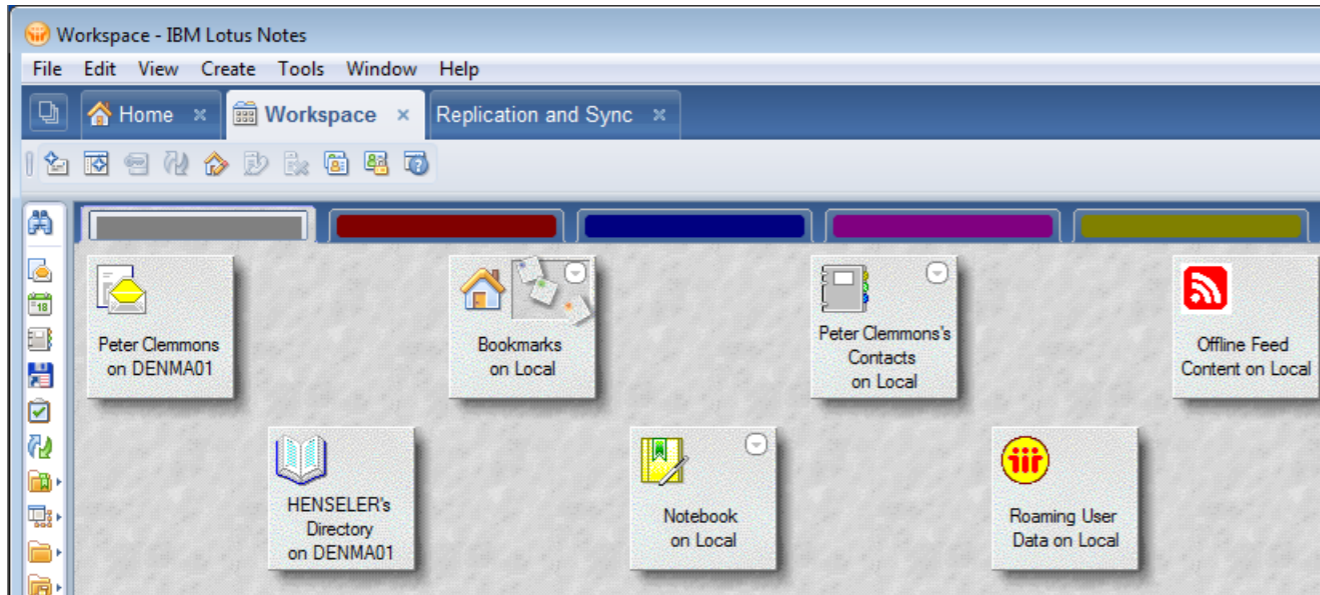 Workspace - IBM Lotus Notes
File Edit View Create Tools Window Help
Home Workspace Replication and Sync
Peter Clemmons
on DENMA01
Bookmarks
on Local
Peter Clemmons's
Contacts
on Local
Offline Feed
Content on Local
18
HENSELER's
Directory
on DENMA01
Notebook
on Local
Roaming User
Data on Local